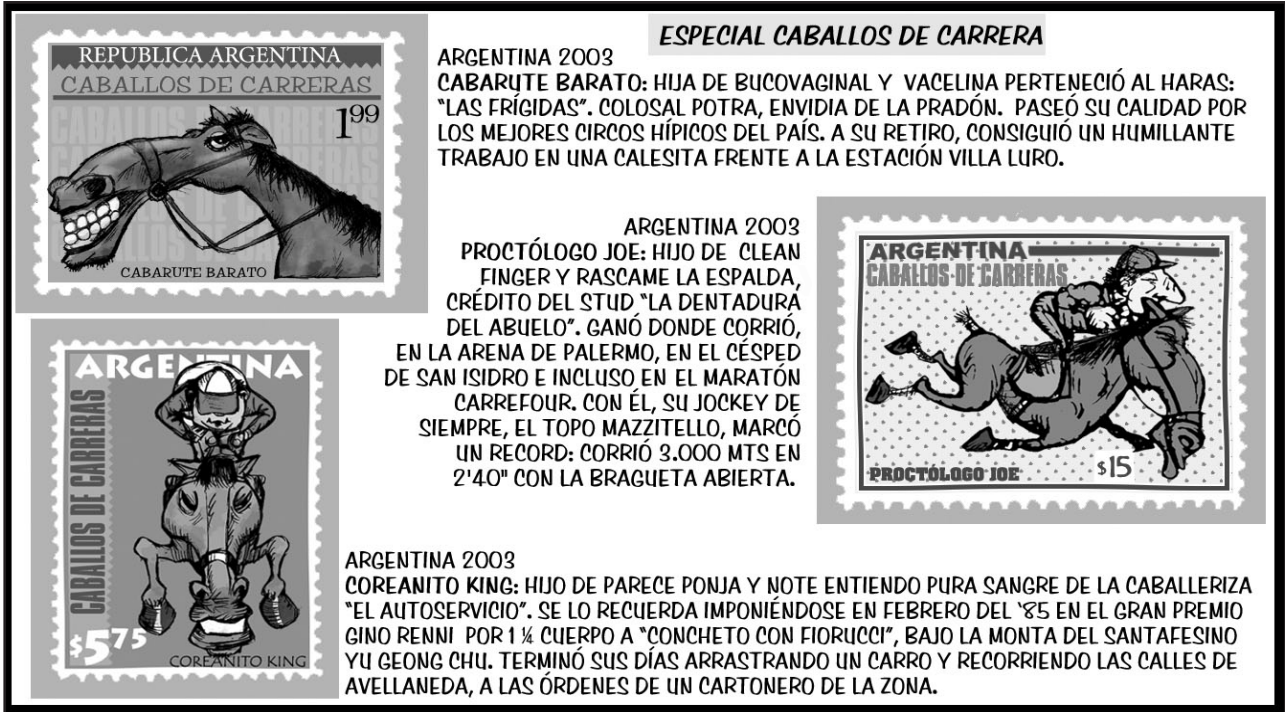 ESPECIAL CABALLOS DE CARRERA
REPUBLICA ARGENTINA
CABALLOS DE CARRERAS
1.99
CABARUTE BARATO
ARGENTINA 2003
CABARUTE BARATO: HIJA DE BUCOVAGINAL Y VACELINA PERTENECIÓ AL HARAS:
"LAS FRÍGIDAS". COLOSAL POTRA, ENVIDIA DE LA PRADÓN. PASEÓ SU CALIDAD POR
LOS MEJORES CIRCOS HÍPICOS DEL PAÍS. A SU RETIRO, CONSIGUIÓ UN HUMILLANTE
TRABAJO EN UNA CALESITA FRENTE A LA ESTACIÓN VILLA LURO.
ARGENTINA 2003
PROCTÓLOGO JOE: HIJO DE CLEAN
FINGER Y RASCAME LA ESPALDA,
CRÉDITO DEL STUD "LA DENTADURA
DEL ABUELO". GANÓ DONDE CORRIÓ,
EN LA ARENA DE PALERMO, EN EL CÉSPED
DE SAN ISIDRO E INCLUSO EN EL MARATÓN
CARREFOUR. CON ÉL, SU JOCKEY DE
SIEMPRE, EL TOPO MAZZITELLO, MARCÓ
UN RECORD: CORRIÓ 3.000 MTS EN
2'40" CON LA BRAGUETA ABIERTA.
ARGENTINA
CABALLOS DE CARRERAS
PROCTÓLOGO JOE
$15
ARGENTINA
CABALLOS DE CARRERAS
$5.75
COREANITO KING
ARGENTINA 2003
COREANITO KING: HIJO DE PARECE PONJA Y NOTE ENTIENDO PURA SANGRE DE LA CABALLERIZA
"EL AUTOSERVICIO". SE LO RECUERDA IMPONIÉNDOSE EN FEBRERO DEL '85 EN EL GRAN PREMIO
GINO RENNI POR 1 ¼ CUERPO A "CONCHETO CON FIORUCCI", BAJO LA MONTA DEL SANTAFESINO
YU GEONG CHU. TERMINÓ SUS DÍAS ARRASTRANDO UN CARRO Y RECORRIENDO LAS CALLES DE
AVELLANEDA, A LAS ÓRDENES DE UN CARTONERO DE LA ZONA.